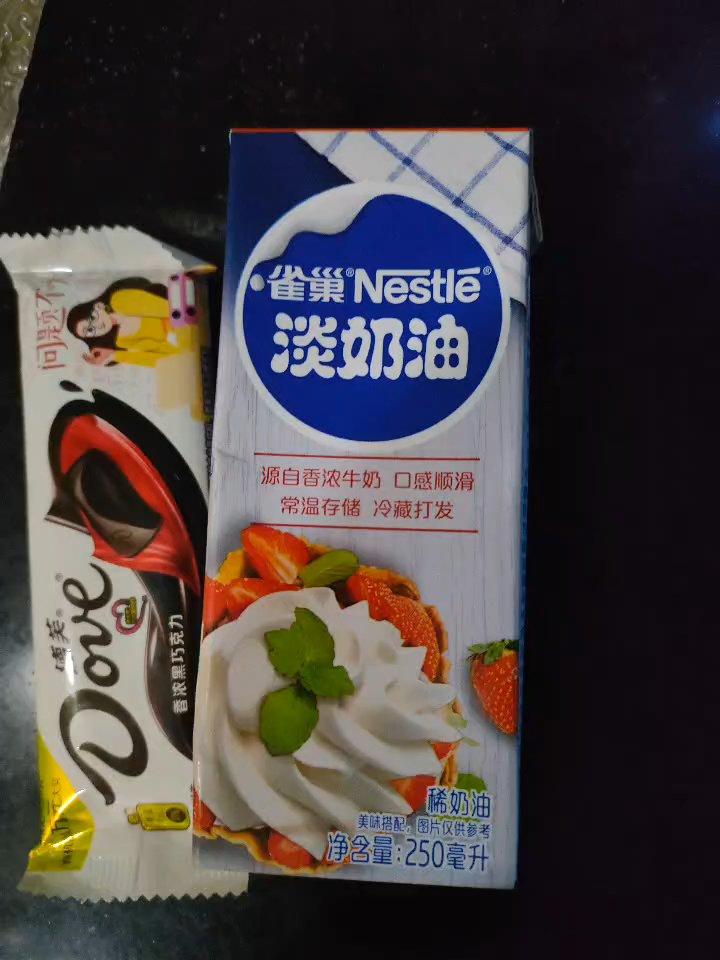 雀巢®Nestlé®
淡奶油
源自香浓牛奶 口感顺滑
常温存储 冷藏打发
稀奶油
美味搭配，图片仅供参考
净含量:250毫升
问题不
德芙®
Dove®
香浓黑巧克力